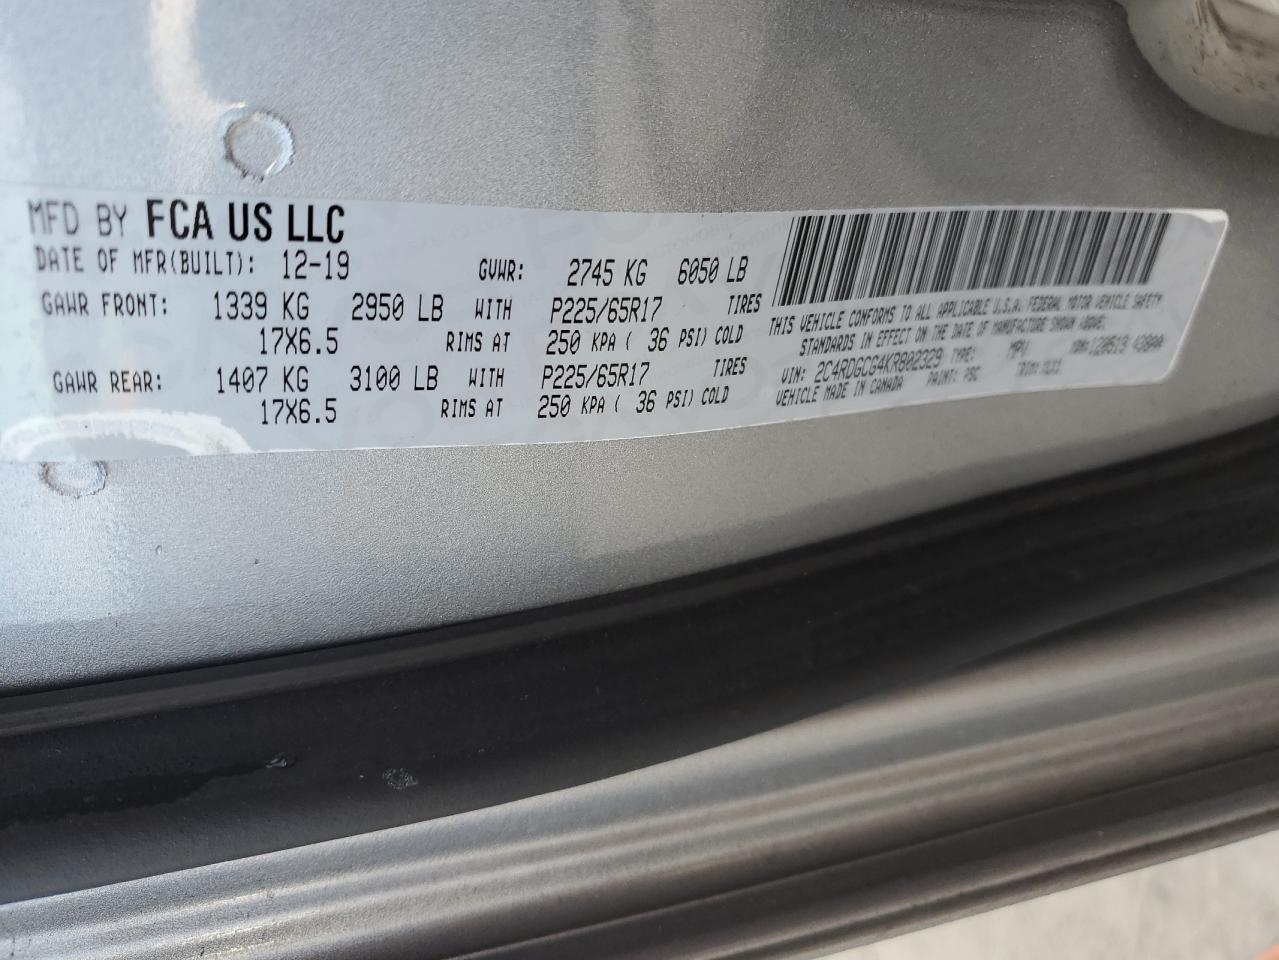 MFD BY FCA US LLC
DATE OF MFR(BUILT): 12-19 GVWR: 2745 KG 6050 LB
GAWR FRONT: 1339 KG 2950 LB WITH P225/65R17 TIRES
17X6.5 RIMS AT 250 KPA ( 36 PSI) COLD
GAWR REAR: 1407 KG 3100 LB WITH P225/65R17 TIRES
17X6.5 RIMS AT 250 KPA ( 36 PSI) COLD
THIS VEHICLE CONFORMS TO ALL APPLICABLE U.S.A. FEDERAL MOTOR VEHICLE SAFETY
STANDARDS IN EFFECT ON THE DATE OF MANUFACTURE SHOWN ABOVE.
VIN: 2C4RDGCG4KR802329 TYPE: MPV MDH: 120519
VEHICLE MADE IN CANADA PAINT: PSC TRIM: